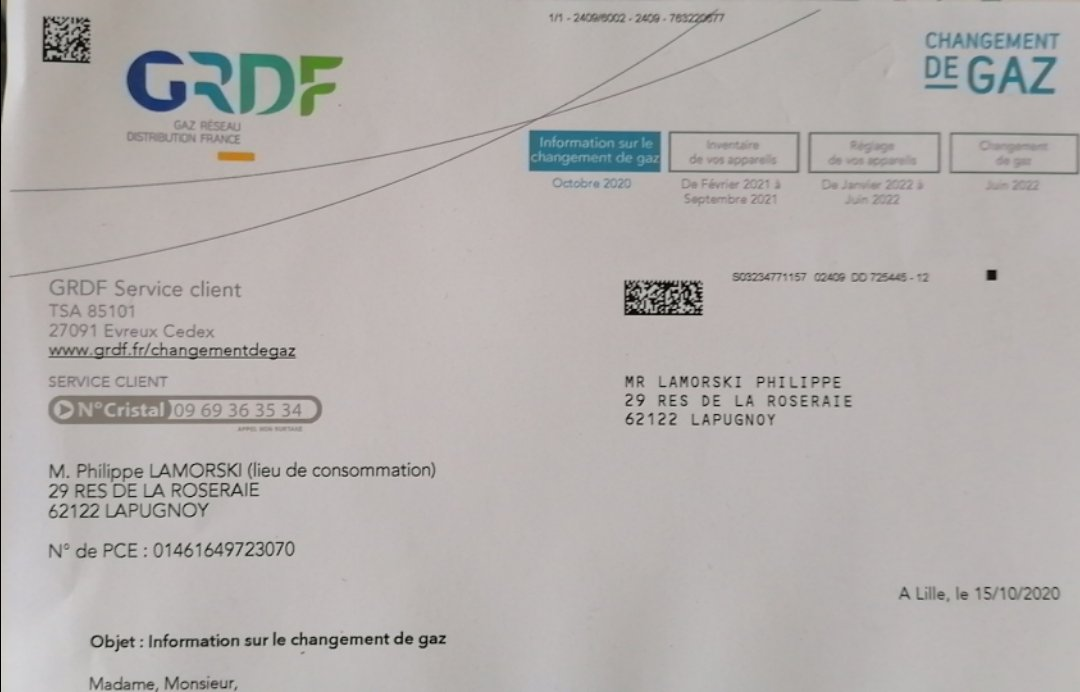 1/1 - 2409/6002 - 2409 - 763220677
GRDF
GAZ RÉSEAU
DISTRIBUTION FRANCE
CHANGEMENT
DE GAZ
Information sur le
changement de gaz
Octobre 2020
Inventaire
de vos appareils
De Février 2021 à
Septembre 2021
Réglage
de vos appareils
De Janvier 2022 à
Juin 2022
Changement
de gaz
Juin 2022
GRDF Service client
TSA 85101
27091 Evreux Cedex
www.grdf.fr/changementdegaz
SERVICE CLIENT
N°Cristal 09 69 36 35 34
APPEL NON SURTAXÉ
S03234771157 02409 DD 725445 - 12
MR LAMORSKI PHILIPPE
29 RES DE LA ROSERAIE
62122 LAPUGNOY
M. Philippe LAMORSKI (lieu de consommation)
29 RES DE LA ROSERAIE
62122 LAPUGNOY
N° de PCE : 01461649723070
A Lille, le 15/10/2020
Objet : Information sur le changement de gaz
Madame, Monsieur,